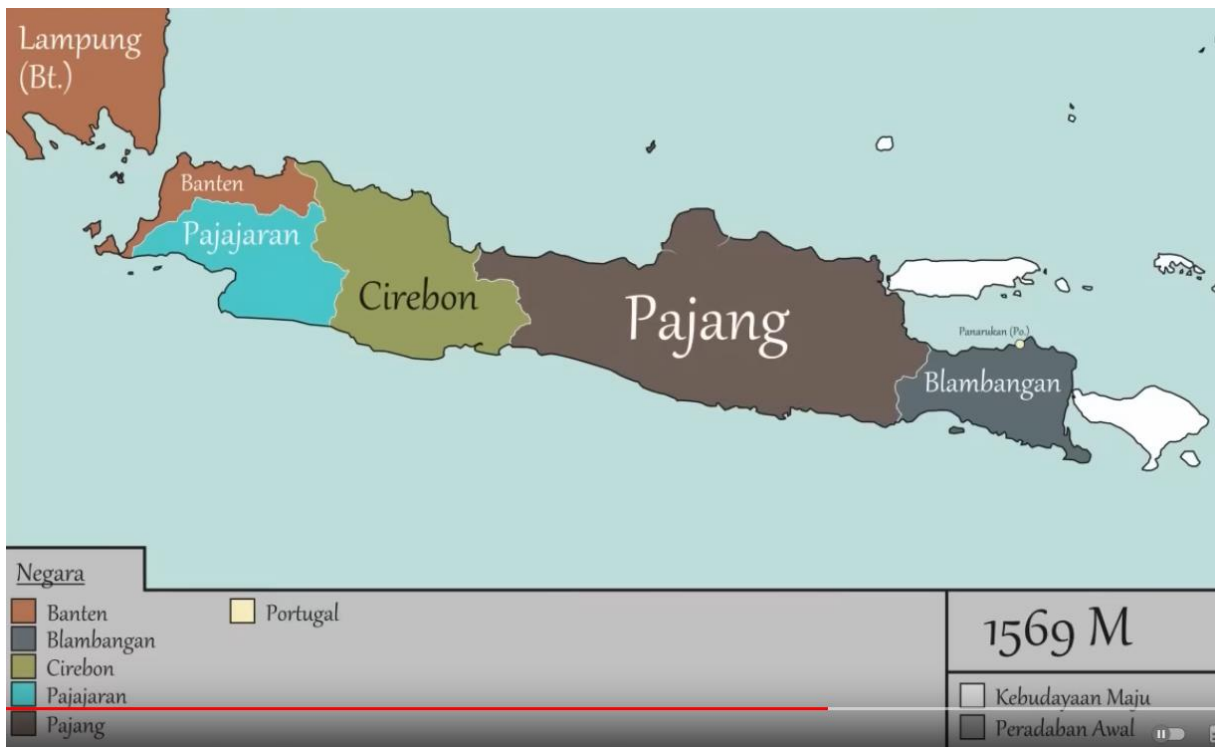 Lampung
(Bt.)
Banten
Pajajaran
Cirebon
Pajang
Panarukan (Po.)
Blambangan
Negara
Banten
Blambangan
Cirebon
Pajajaran
Pajang
Portugal
1569 M
Kebudayaan Maju
Peradaban Awal